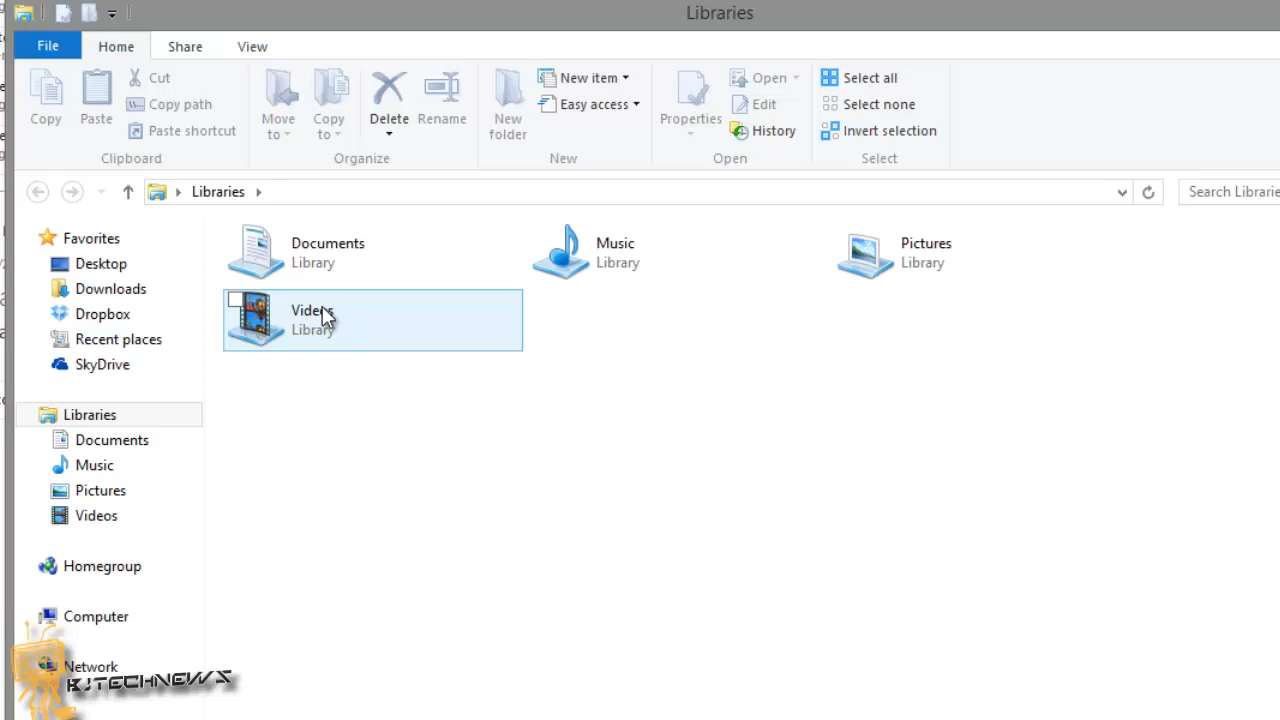 Libraries
File Home Share View
Copy
Paste
Cut
Copy path
Paste shortcut
Clipboard
Move to
Copy to
Delete
Rename
Organize
New folder
New item
Easy access
New
Properties
Open
Edit
History
Open
Select all
Select none
Invert selection
Select
Libraries
Search Librarie
Favorites
Desktop
Downloads
Dropbox
Recent places
SkyDrive
Libraries
Documents
Music
Pictures
Videos
Homegroup
Computer
Network
Documents
Library
Music
Library
Pictures
Library
Videos
Library
BJTECHNEWS